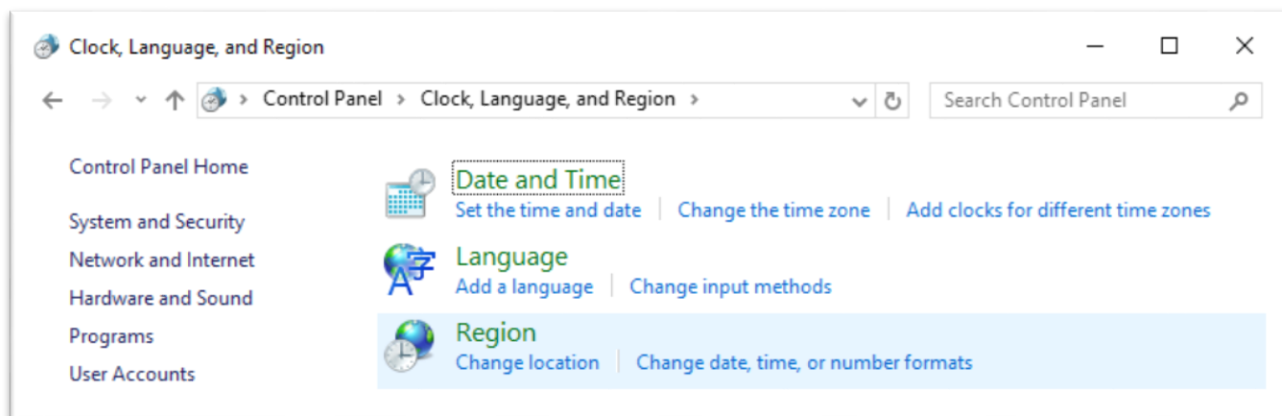 Clock, Language, and Region
Control Panel > Clock, Language, and Region >
Search Control Panel
Control Panel Home
System and Security
Network and Internet
Hardware and Sound
Programs
User Accounts
Date and Time
Set the time and date | Change the time zone | Add clocks for different time zones
Language
Add a language | Change input methods
Region
Change location | Change date, time, or number formats